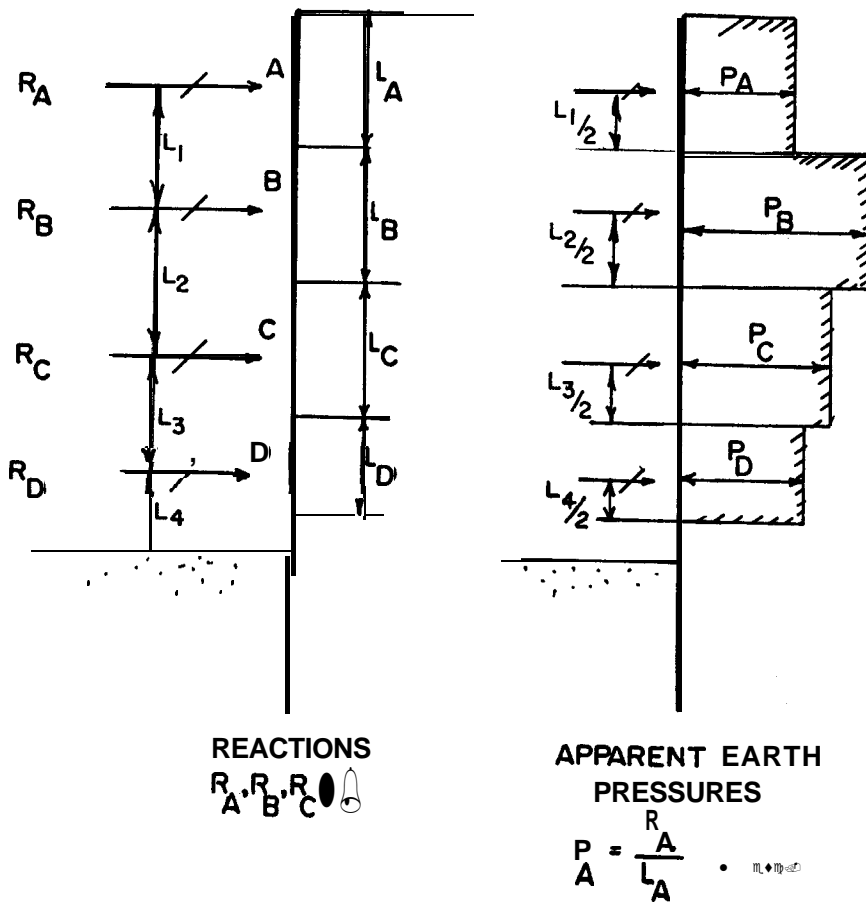 R_A
A
L_A
L_1
R_B
B
L_B
L_2
R_C
C
L_C
L_3
R_D
D
L_D
L_4
REACTIONS
R_A, R_B, R_C
P_A
L_1/2
P_B
L_2/2
P_C
L_3/2
P_D
L_4/2
APPARENT EARTH
PRESSURES
P_A = R_A/L_A